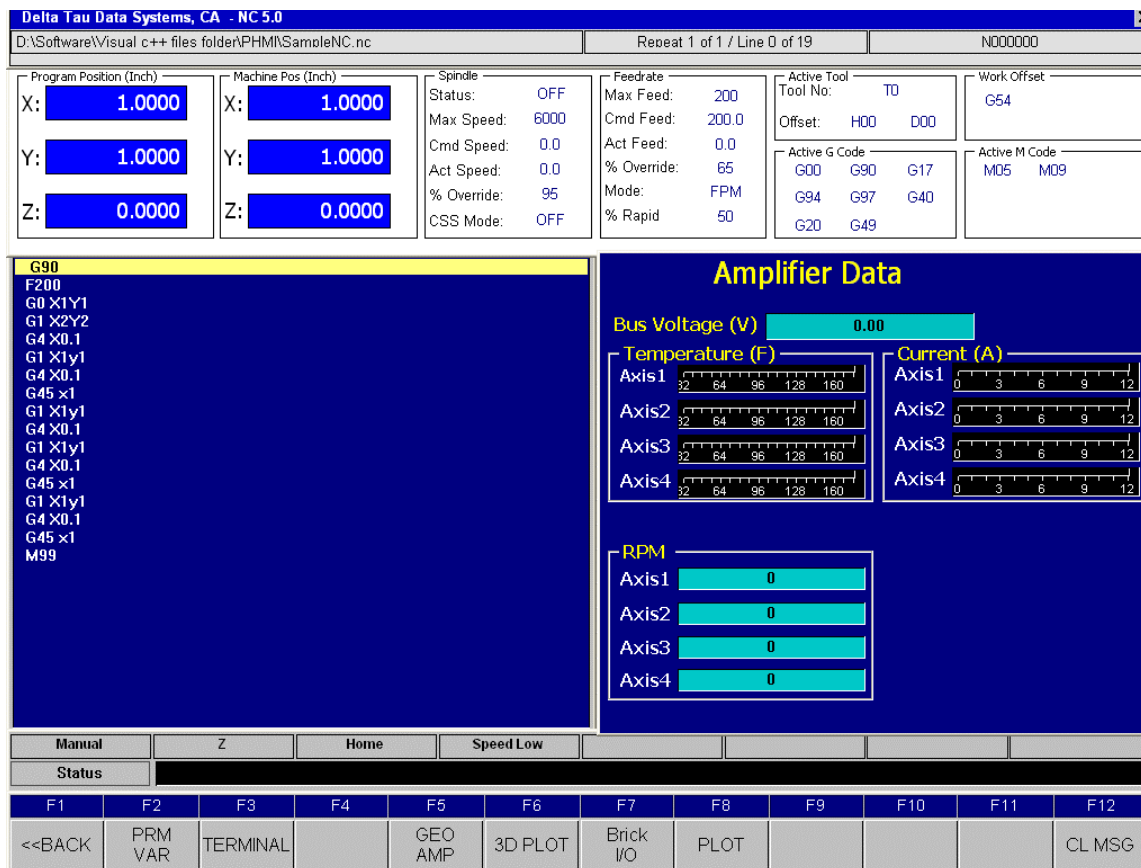 Delta Tau Data Systems, CA - NC 5.0
D:\Software\Visual c++ files folder\PHMI\SampleNC.nc Repeat 1 of 1 / Line 0 of 19 N000000
Program Position (Inch)
X: 1.0000
Y: 1.0000
Z: 0.0000
Machine Pos (Inch)
X: 1.0000
Y: 1.0000
Z: 0.0000
Spindle
Status: OFF
Max Speed: 6000
Cmd Speed: 0.0
Act Speed: 0.0
% Override: 95
CSS Mode: OFF
Feedrate
Max Feed: 200
Cmd Feed: 200.0
Act Feed: 0.0
% Override: 65
Mode: FPM
% Rapid 50
Active Tool
Tool No: T0
Offset: H00 D00
Active G Code
G00 G90 G17
G94 G97 G40
G20 G49
Work Offset
G54
Active M Code
M05 M09
G90
F200
G0 X1Y1
G1 X2Y2
G4 X0.1
G1 X1y1
G4 X0.1
G45 x1
G1 X1y1
G4 X0.1
G1 X1y1
G4 X0.1
G45 x1
G1 X1y1
G4 X0.1
G45 x1
M99
Amplifier Data
Bus Voltage (V) 0.00
Temperature (F)
Axis1 32 64 96 128 160
Axis2 32 64 96 128 160
Axis3 32 64 96 128 160
Axis4 32 64 96 128 160
Current (A)
Axis1 0 3 6 9 12
Axis2 0 3 6 9 12
Axis3 0 3 6 9 12
Axis4 0 3 6 9 12
RPM
Axis1 0
Axis2 0
Axis3 0
Axis4 0
Manual Z Home Speed Low
Status
F1 F2 F3 F4 F5 F6 F7 F8 F9 F10 F11 F12
<<BACK PRM VAR TERMINAL GEO AMP 3D PLOT Brick I/O PLOT CL MSG